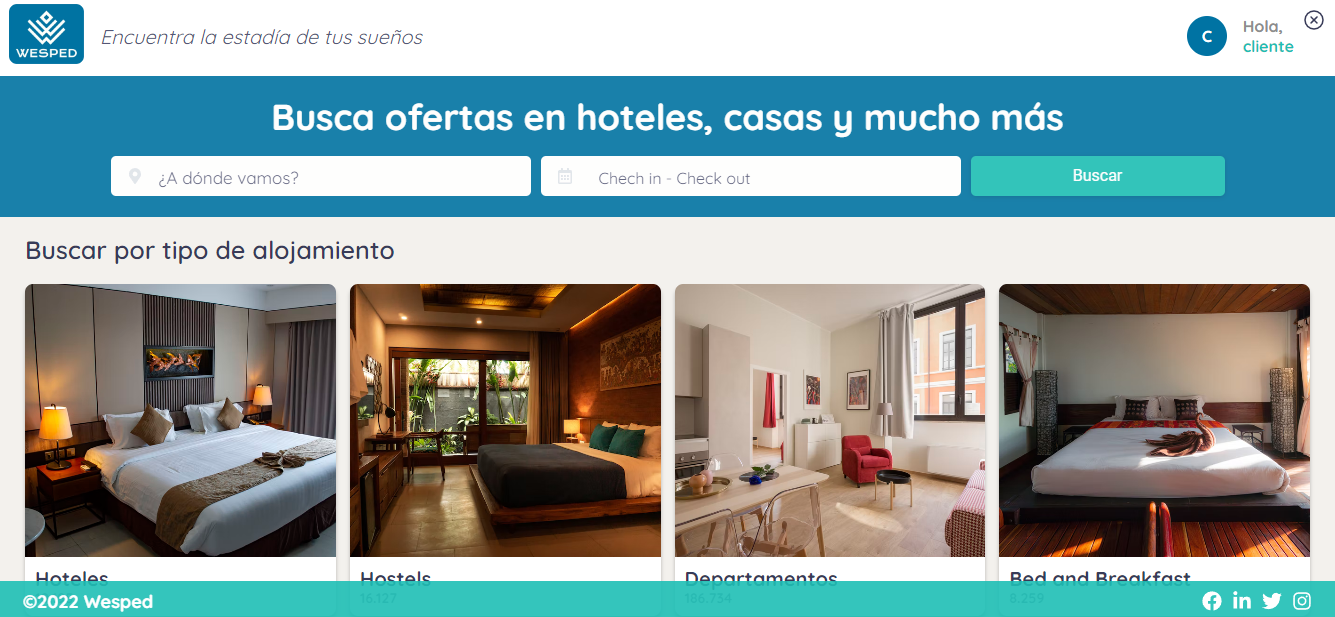 WESPED
Encuentra la estadía de tus sueños
C
Hola,
cliente
Busca ofertas en hoteles, casas y mucho más
¿A dónde vamos?
Chech in - Check out
Buscar
Buscar por tipo de alojamiento
Hoteles
Hostels
Departamentos
Bed and Breakfast
16.127
186.734
8.259
©2022 Wesped